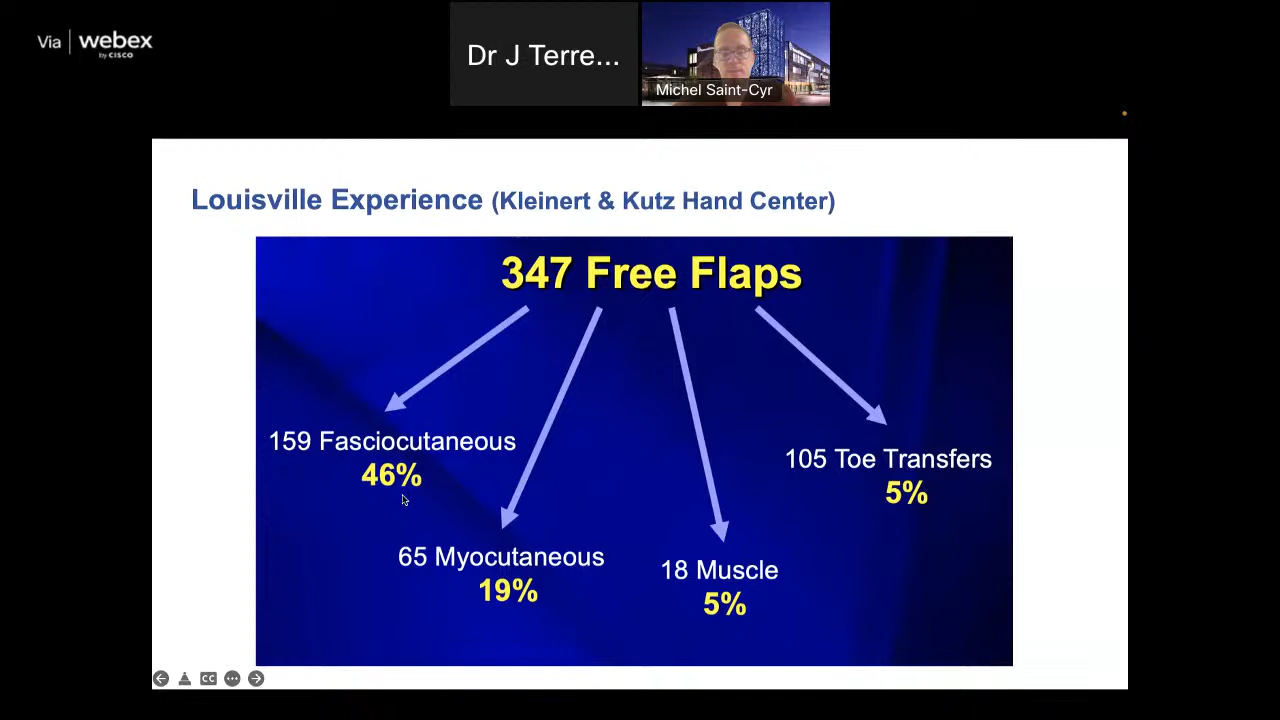 Via webex
by CISCO
Dr J Terre...
Michel Saint-Cyr
Louisville Experience (Kleinert & Kutz Hand Center)
347 Free Flaps
159 Fasciocutaneous
46%
105 Toe Transfers
5%
65 Myocutaneous
19%
18 Muscle
5%
CC